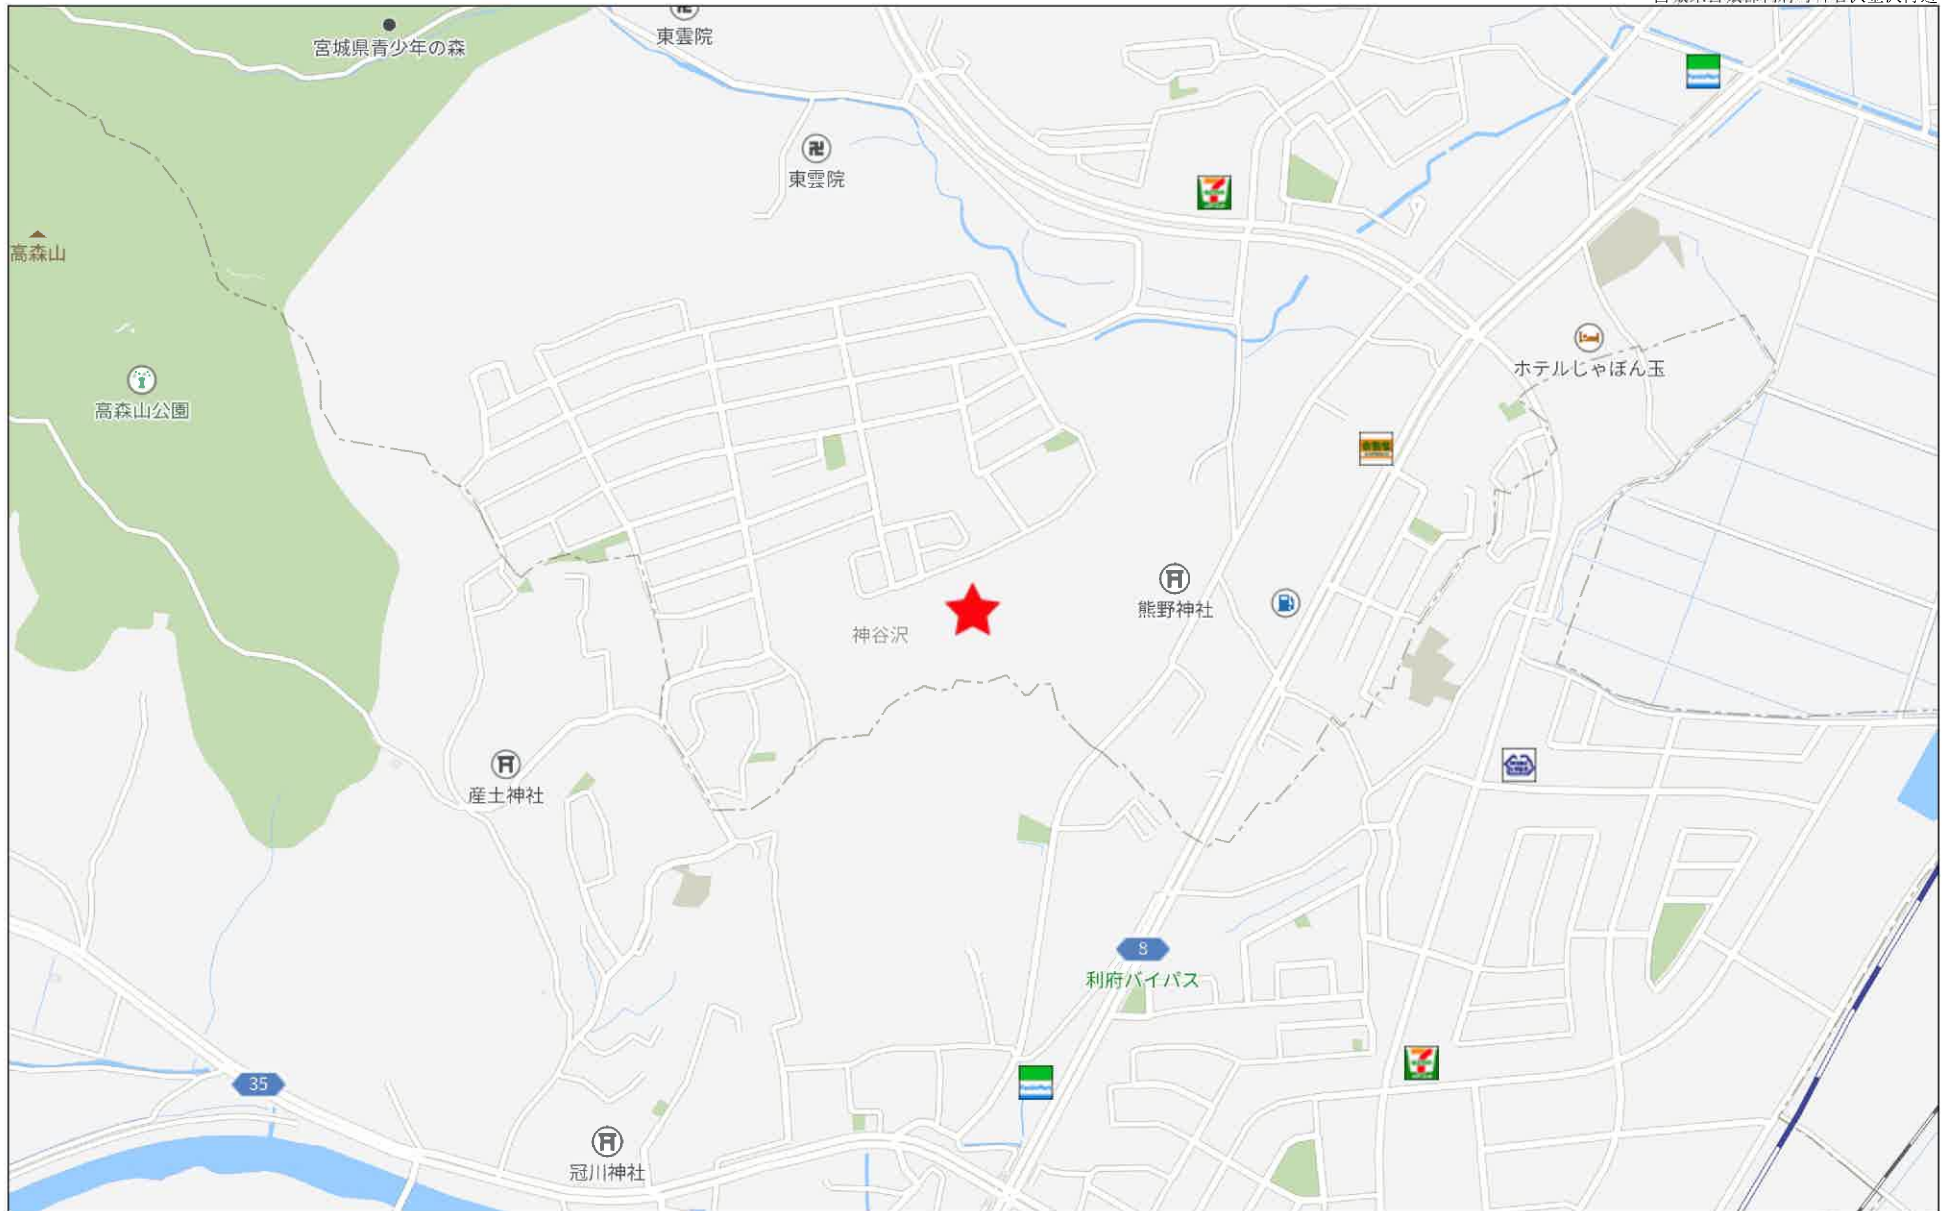 東雲院
宮城県青少年の森
東雲院
高森山
ホテルしゃぼん玉
高森山公園
熊野神社
神谷沢
産土神社
8
利府バイパス
35
冠川神社